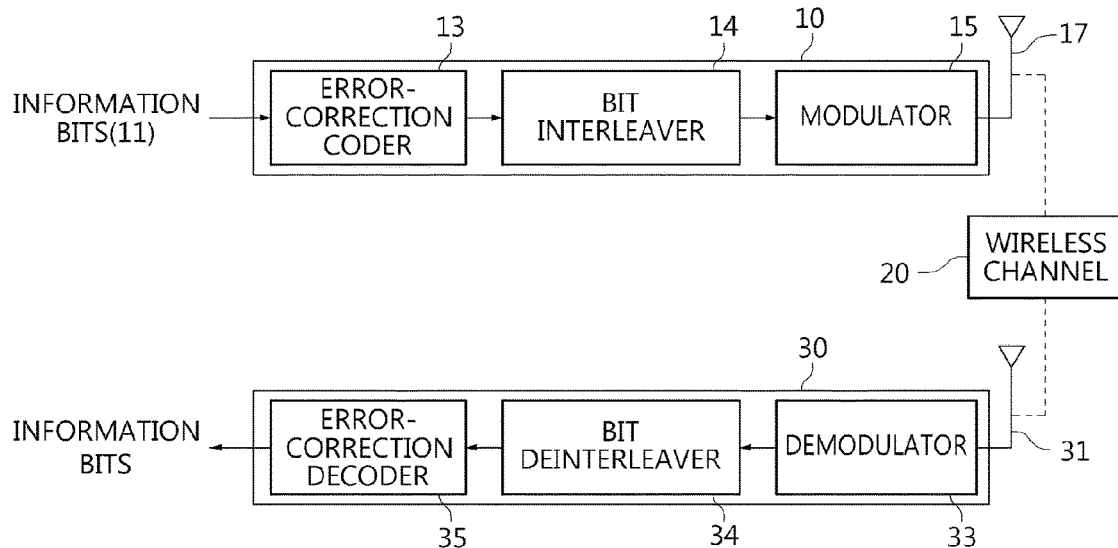 13
14
10
15
17
INFORMATION
BITS(11)
ERROR-
CORRECTION
CODER
BIT
INTERLEAVER
MODULATOR
20
WIRELESS
CHANNEL
30
INFORMATION
BITS
ERROR-
CORRECTION
DECODER
BIT
DEINTERLEAVER
DEMODULATOR
31
35
34
33